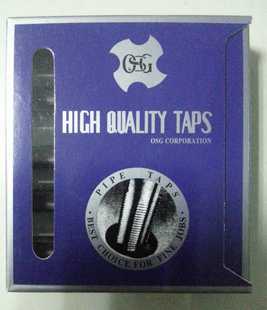 OSG
HIGH QUALITY TAPS
OSG CORPORATION
PIPE TAPS
• BEST CHOICE FOR FINE JOBS •